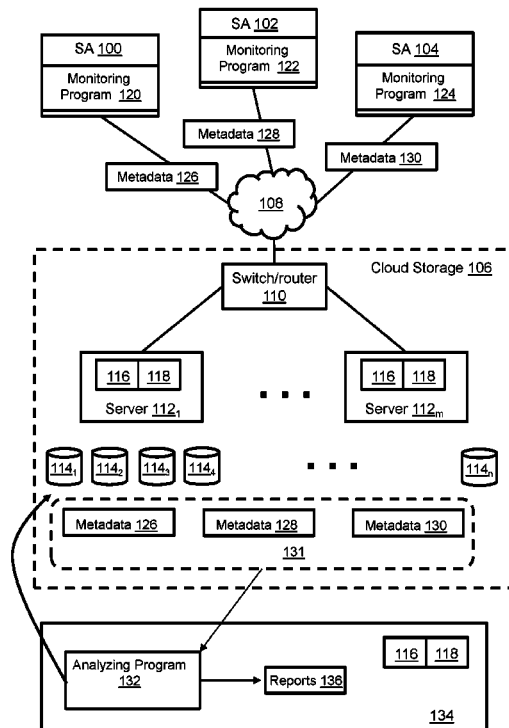 SA 100
Monitoring
Program 120
SA 102
Monitoring
Program 122
SA 104
Monitoring
Program 124
Metadata 126
Metadata 128
Metadata 130
108
Cloud Storage 106
Switch/router
110
116 118
Server 112₁
. . .
116 118
Server 112ₘ
114₁ 114₂ 114₃ 114₄ . . . 114ₙ
Metadata 126 Metadata 128 Metadata 130
131
Analyzing Program
132
Reports 136
116 118
134